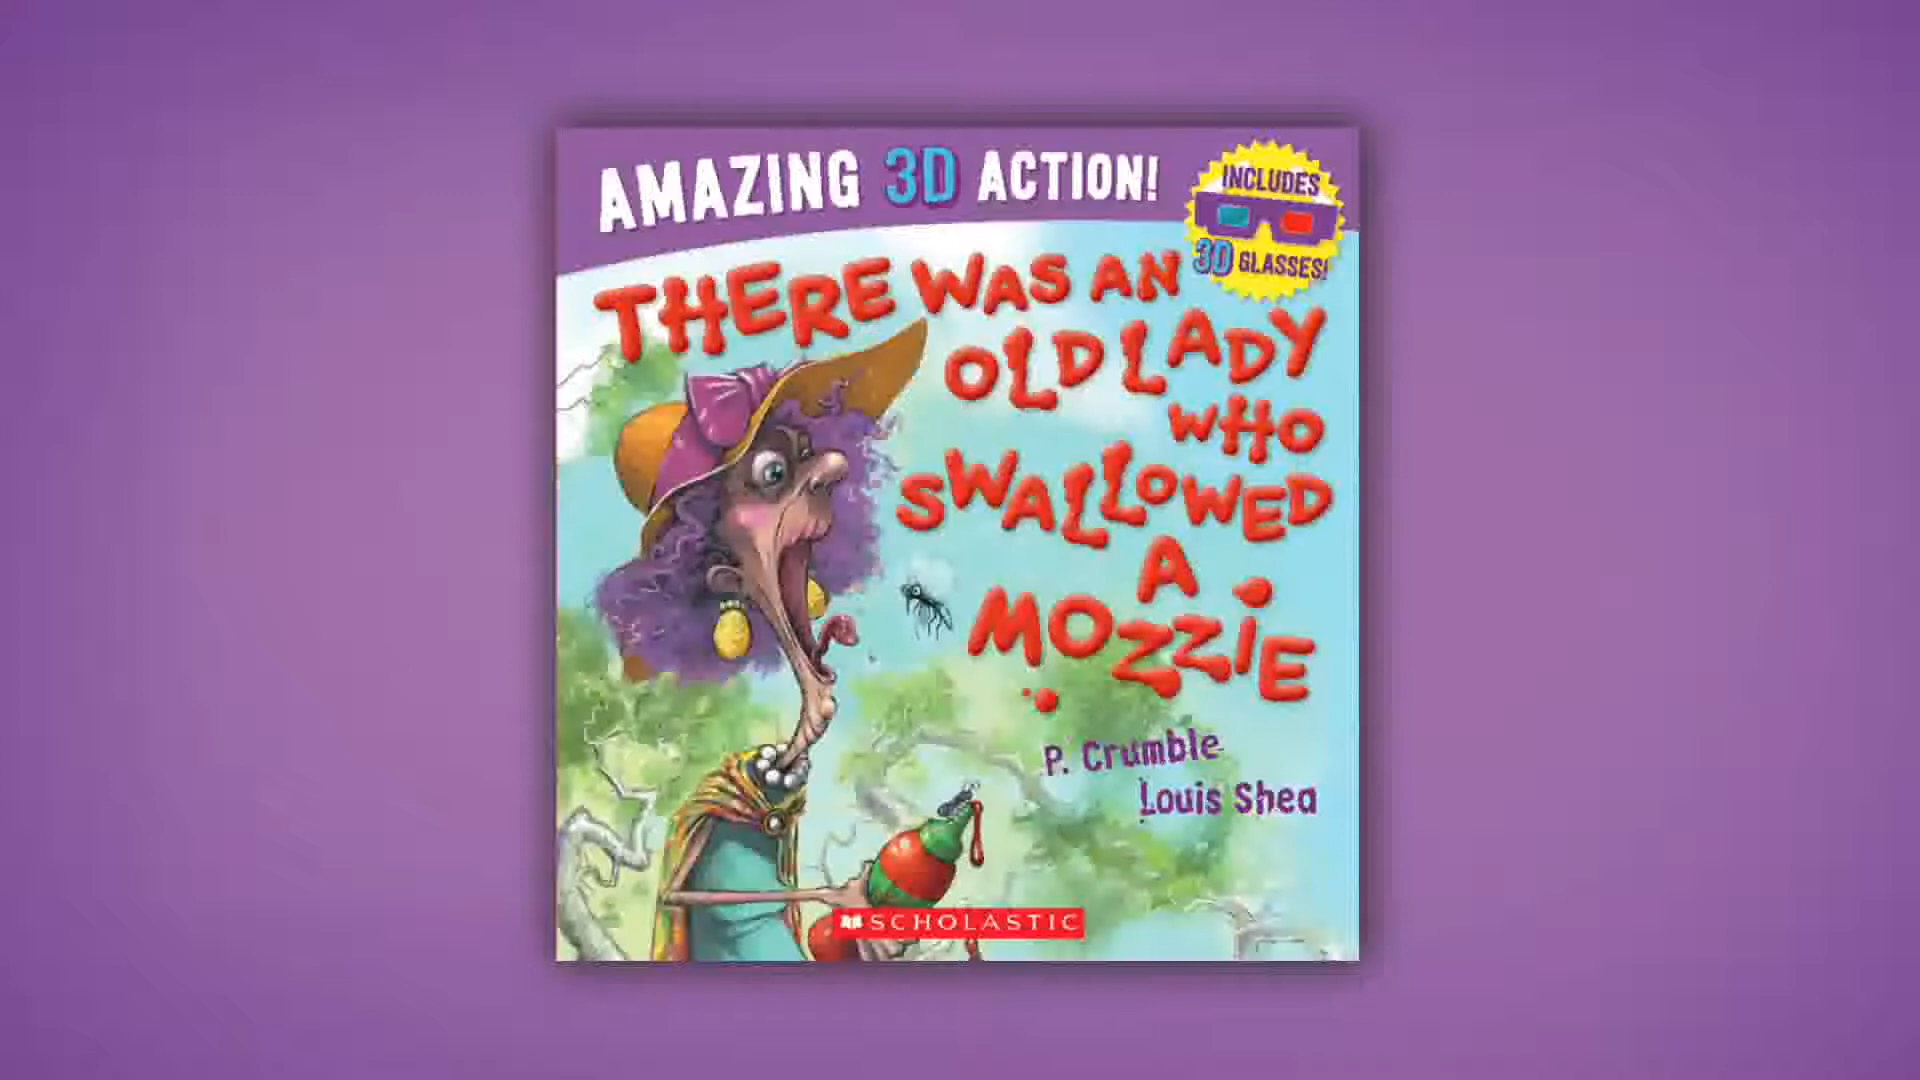 AMAZING 3D ACTION!
INCLUDES
3D GLASSES!
THERE WAS AN
OLD LADY
WHO
SWALLOWED
A
MOZZIE
P. Crumble
Louis Shea
SCHOLASTIC